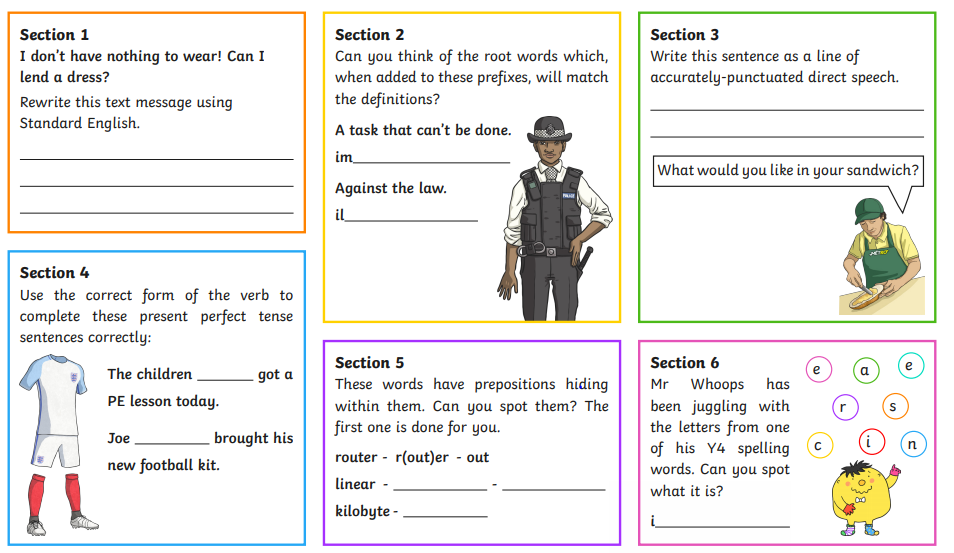 Section 1
I don't have nothing to wear! Can I
lend a dress?
Rewrite this text message using
Standard English.
Section 2
Can you think of the root words which,
when added to these prefixes, will match
the definitions?
A task that can't be done.
im
Against the law.
il
POLICE
Section 3
Write this sentence as a line of
accurately-punctuated direct speech.
What would you like in your sandwich?
Section 4
Use the correct form of the verb to
complete these present perfect tense
sentences correctly:
The children _______ got a
PE lesson today.
Joe _________ brought his
new football kit.
Section 5
These words have prepositions hiding
within them. Can you spot them? The
first one is done for you.
router - r(out)er - out
linear - ___________ - ____________
kilobyte - __________
Section 6
Mr Whoops has
been juggling with
the letters from one
of his Y4 spelling
words. Can you spot
what it is?
i________________
e a e
r s
c i n